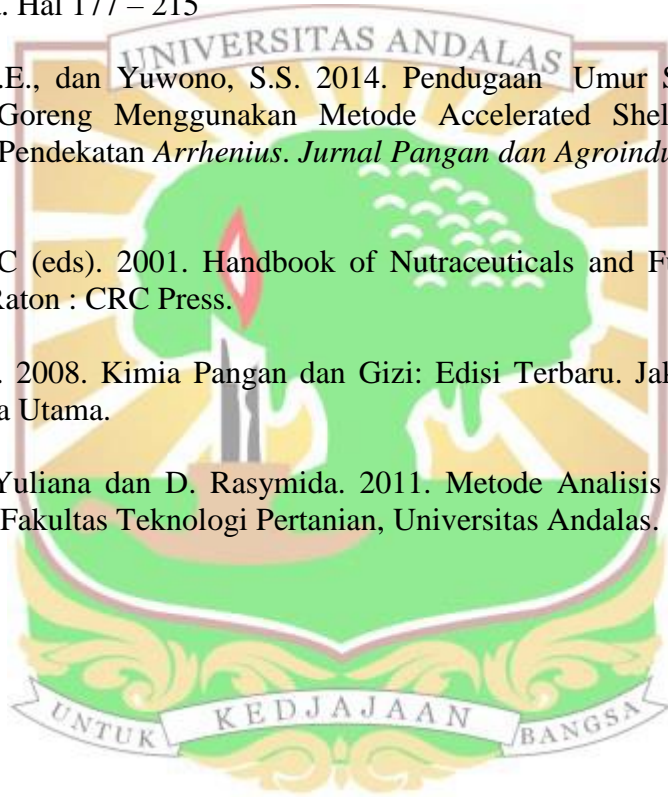 . Hal 177 – 215
UNIVERSITAS ANDALAS
.E., dan Yuwono, S.S. 2014. Pendugaan Umur S
Goreng Menggunakan Metode Accelerated Shel
Pendekatan Arrhenius. Jurnal Pangan dan Agroindu
C (eds). 2001. Handbook of Nutraceuticals and Fu
Raton : CRC Press.
. 2008. Kimia Pangan dan Gizi: Edisi Terbaru. Jak
a Utama.
Yuliana dan D. Rasymida. 2011. Metode Analisis
Fakultas Teknologi Pertanian, Universitas Andalas.
UNTUK KEDJAJAAN BANGSA